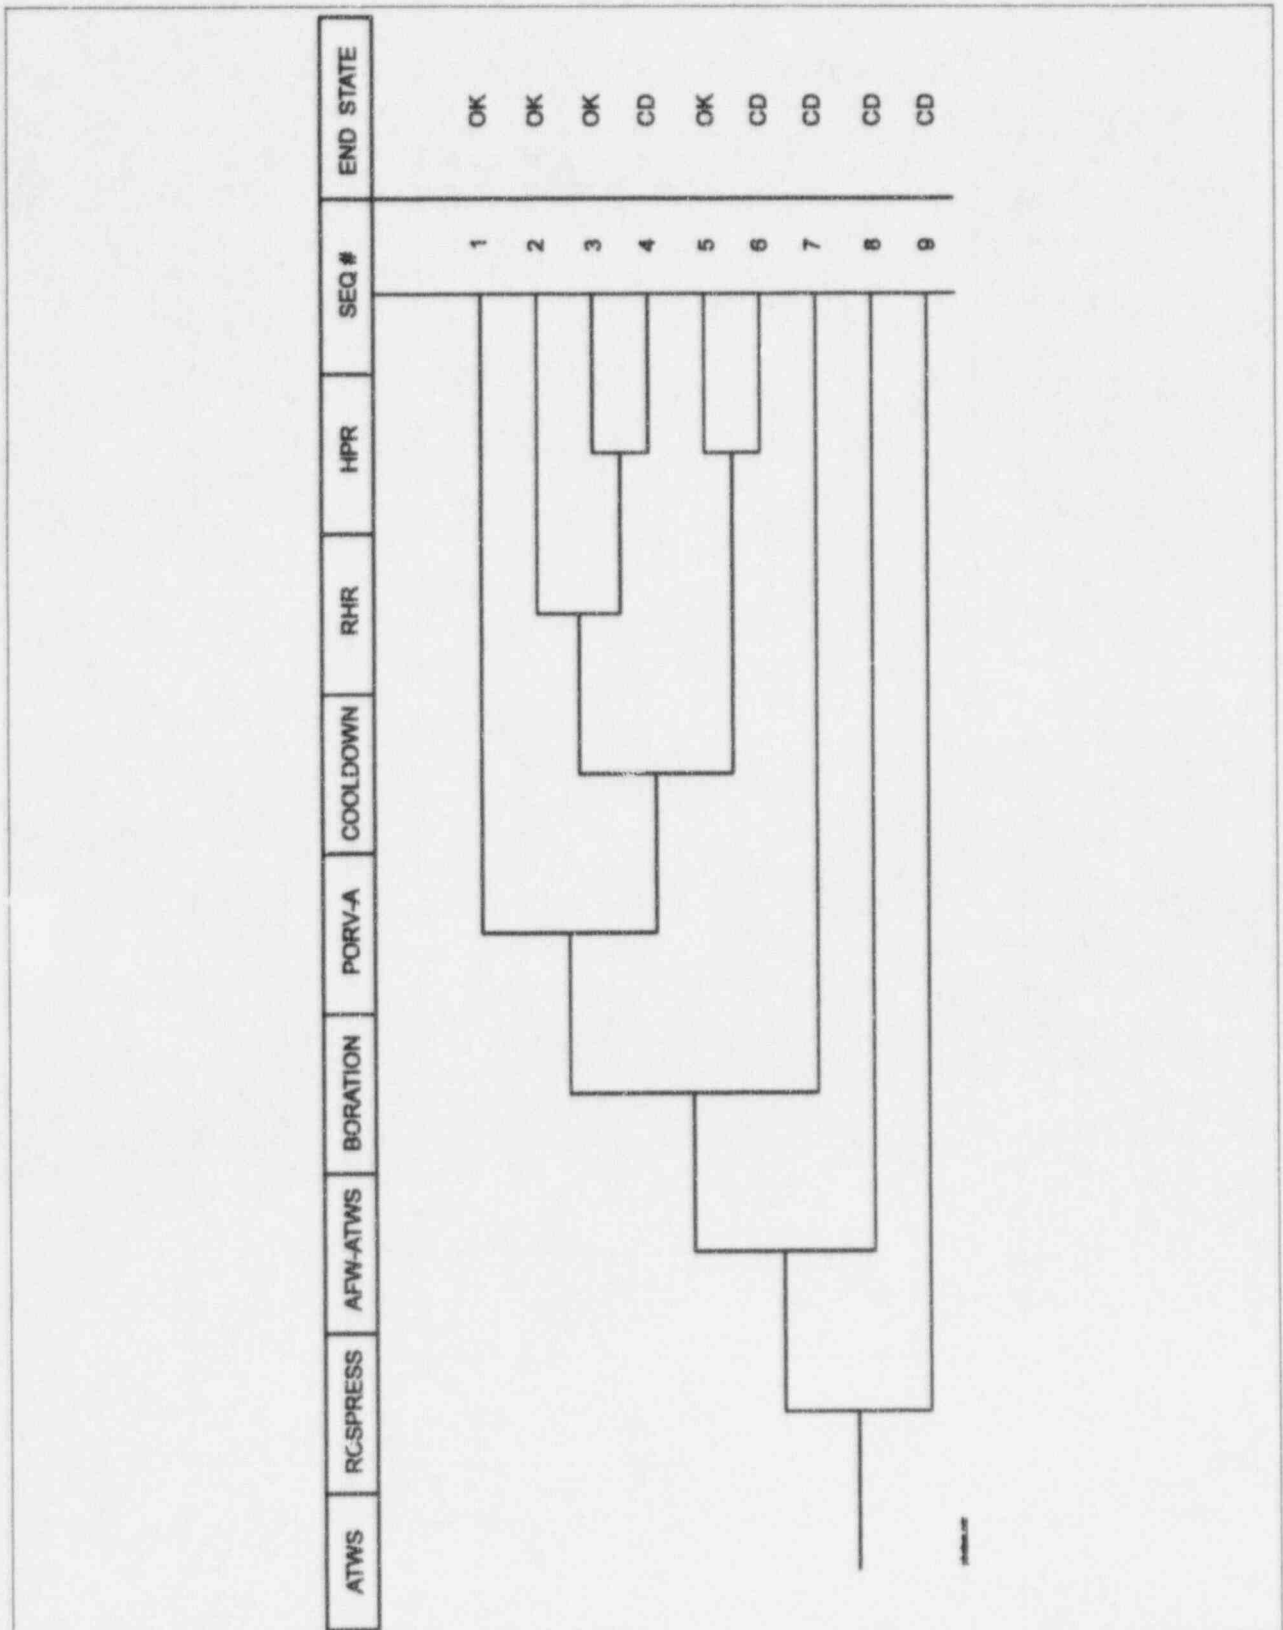 ATWS RCSPRESS AFW-ATWS BORATION PORV-A COOLDOWN RHR HPR SEQ # END STATE
1 OK
2 OK
3 OK
4 CD
5 OK
6 CD
7 CD
8 CD
9 CD